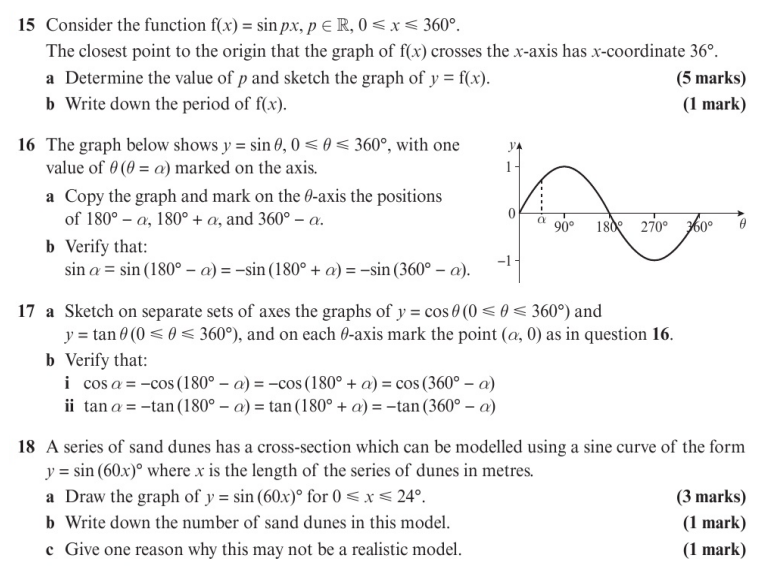 15 Consider the function f(x) = sin px, p ∈ ℝ, 0 ⩽ x ⩽ 360°.
The closest point to the origin that the graph of f(x) crosses the x-axis has x-coordinate 36°.
a Determine the value of p and sketch the graph of y = f(x). (5 marks)
b Write down the period of f(x). (1 mark)
16 The graph below shows y = sin θ, 0 ⩽ θ ⩽ 360°, with one
value of θ (θ = α) marked on the axis.
a Copy the graph and mark on the θ-axis the positions
of 180° − α, 180° + α, and 360° − α.
b Verify that:
sin α = sin (180° − α) = −sin (180° + α) = −sin (360° − α).
y
1
0
α
90°
180°
270°
360°
θ
−1
17 a Sketch on separate sets of axes the graphs of y = cos θ (0 ⩽ θ ⩽ 360°) and
y = tan θ (0 ⩽ θ ⩽ 360°), and on each θ-axis mark the point (α, 0) as in question 16.
b Verify that:
i cos α = −cos (180° − α) = −cos (180° + α) = cos (360° − α)
ii tan α = −tan (180° − α) = tan (180° + α) = −tan (360° − α)
18 A series of sand dunes has a cross-section which can be modelled using a sine curve of the form
y = sin (60x)° where x is the length of the series of dunes in metres.
a Draw the graph of y = sin (60x)° for 0 ⩽ x ⩽ 24°. (3 marks)
b Write down the number of sand dunes in this model. (1 mark)
c Give one reason why this may not be a realistic model. (1 mark)